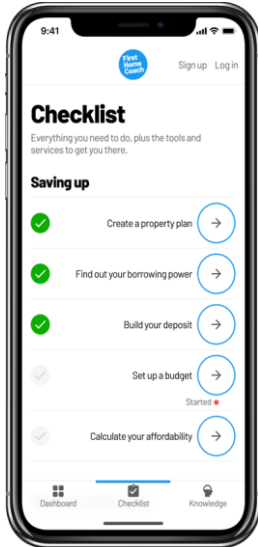 9:41
First
Home
Coach
Sign up Log in
Checklist
Everything you need to do, plus the tools and
services to get you there.
Saving up
Create a property plan
Find out your borrowing power
Build your deposit
Set up a budget
Started
Calculate your affordability
Dashboard Checklist Knowledge